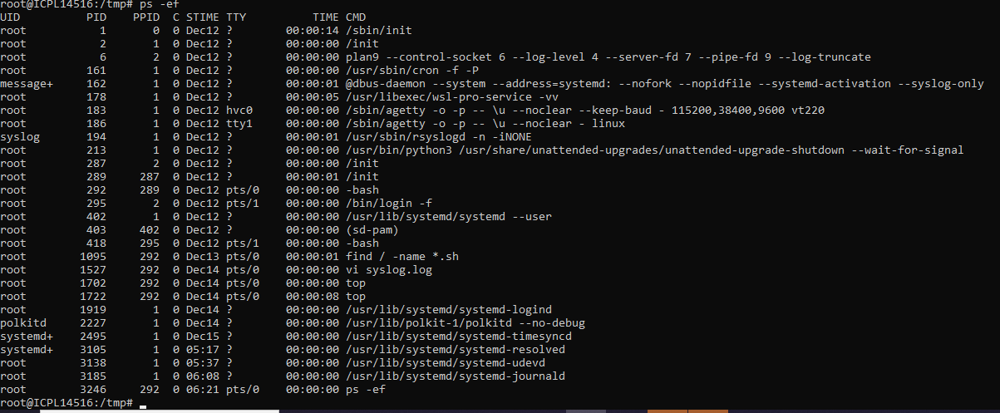 root@ICPL14516:/tmp# ps -ef
UID          PID    PPID  C STIME TTY          TIME CMD
root           1       0  0 Dec12 ?        00:00:14 /sbin/init
root           2       1  0 Dec12 ?        00:00:00 /init
root           6       2  0 Dec12 ?        00:00:00 plan9 --control-socket 6 --log-level 4 --server-fd 7 --pipe-fd 9 --log-truncate
root         161       1  0 Dec12 ?        00:00:00 /usr/sbin/cron -f -P
message+     162       1  0 Dec12 ?        00:00:01 @dbus-daemon --system --address=systemd: --nofork --nopidfile --systemd-activation --syslog-only
root         178       1  0 Dec12 ?        00:00:05 /usr/libexec/wsl-pro-service -vv
root         183       1  0 Dec12 hvc0     00:00:00 /sbin/agetty -o -p -- \u --noclear --keep-baud - 115200,38400,9600 vt220
root         186       1  0 Dec12 tty1     00:00:00 /sbin/agetty -o -p -- \u --noclear - linux
syslog       194       1  0 Dec12 ?        00:00:01 /usr/sbin/rsyslogd -n -iNONE
root         213       1  0 Dec12 ?        00:00:00 /usr/bin/python3 /usr/share/unattended-upgrades/unattended-upgrade-shutdown --wait-for-signal
root         287       2  0 Dec12 ?        00:00:00 /init
root         289     287  0 Dec12 ?        00:00:01 /init
root         292     289  0 Dec12 pts/0    00:00:00 -bash
root         295       2  0 Dec12 pts/1    00:00:00 /bin/login -f
root         402       1  0 Dec12 ?        00:00:00 /usr/lib/systemd/systemd --user
root         403     402  0 Dec12 ?        00:00:00 (sd-pam)
root         418     295  0 Dec12 pts/1    00:00:00 -bash
root        1095     292  0 Dec13 pts/0    00:00:01 find / -name *.sh
root        1527     292  0 Dec14 pts/0    00:00:00 vi syslog.log
root        1702     292  0 Dec14 pts/0    00:00:00 top
root        1722     292  0 Dec14 pts/0    00:00:08 top
root        1919       1  0 Dec14 ?        00:00:00 /usr/lib/systemd/systemd-logind
polkitd     2227       1  0 Dec14 ?        00:00:00 /usr/lib/polkit-1/polkitd --no-debug
systemd+    2495       1  0 Dec15 ?        00:00:00 /usr/lib/systemd/systemd-timesyncd
systemd+    3105       1  0 05:17 ?        00:00:00 /usr/lib/systemd/systemd-resolved
root        3138       1  0 05:37 ?        00:00:00 /usr/lib/systemd/systemd-udevd
root        3185       1  0 06:08 ?        00:00:00 /usr/lib/systemd/systemd-journald
root        3246     292  0 06:21 pts/0    00:00:00 ps -ef
root@ICPL14516:/tmp#